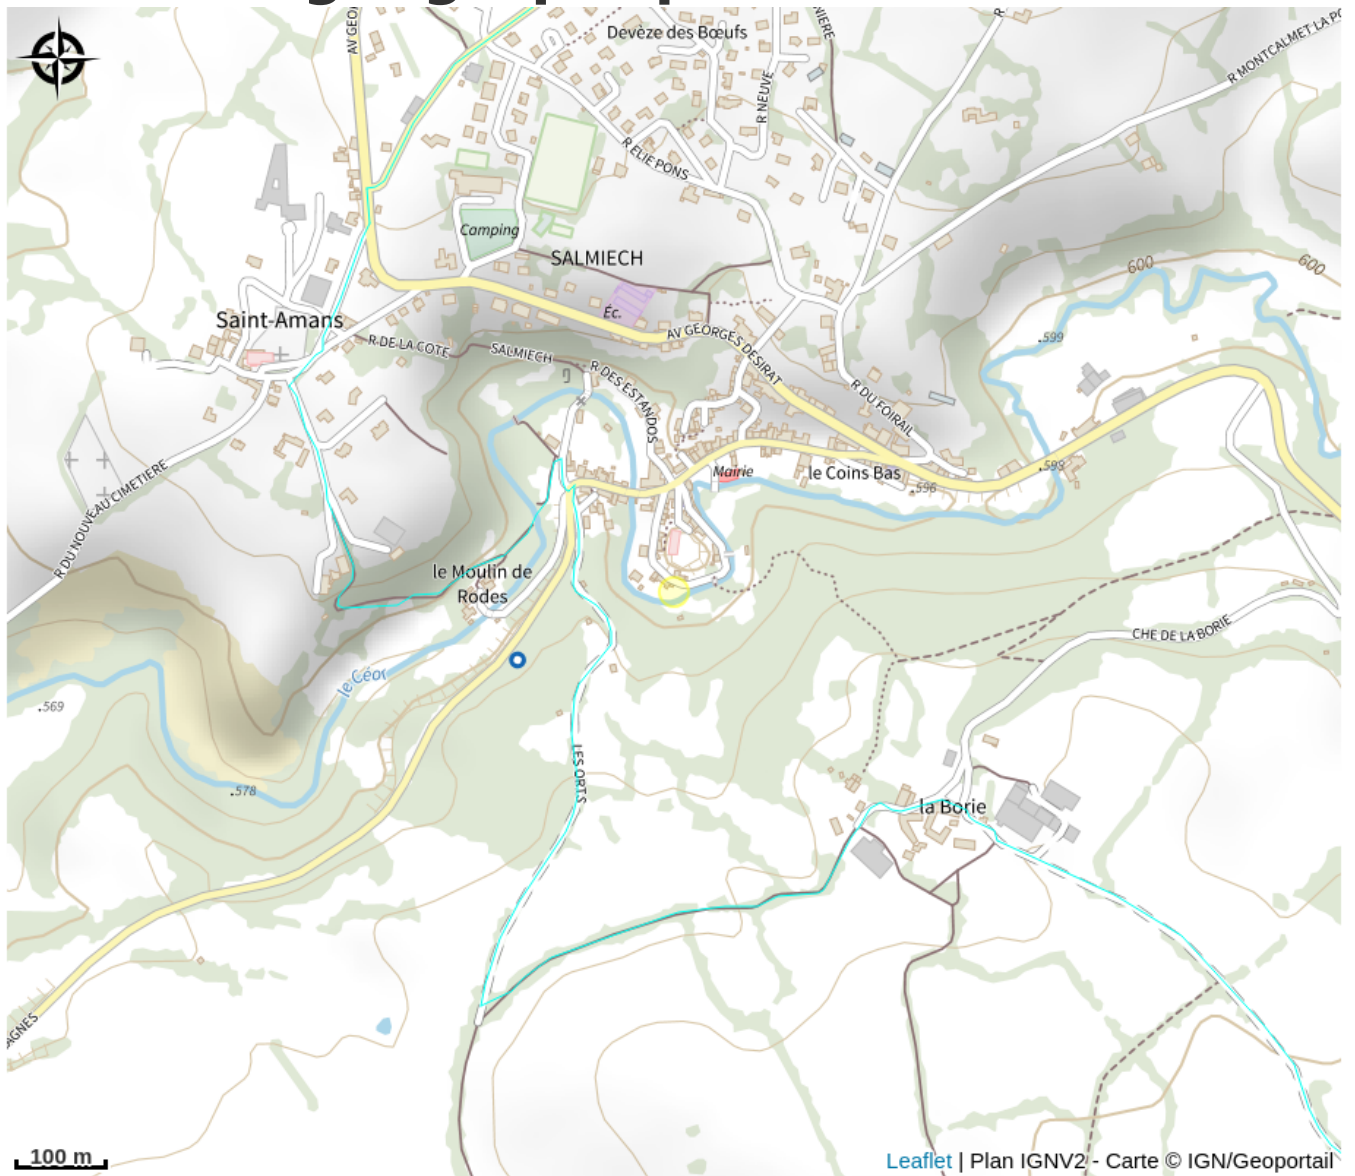 Devèze des Bœufs
AV GEO
NIERE
R
R MONTCALMET LA PO
R NEUVE
R ELIE PONS
Camping
SALMIECH
600
600
Éc.
Saint-Amans
AV GEORGES DESIRAT
.599
R DE LA COTE
SALMIECH
R DES ESTANDOS
R DU FOIRAIL
Mairie
le Coins Bas
.598
.596
R DU NOUVEAU CIMETIERE
le Moulin de
Rodes
CHE DE LA BORIE
le Céor
.569
LES ORTS
.578
la Borie
AGNES
100 m
Leaflet | Plan IGNV2 - Carte © IGN/Geoportail